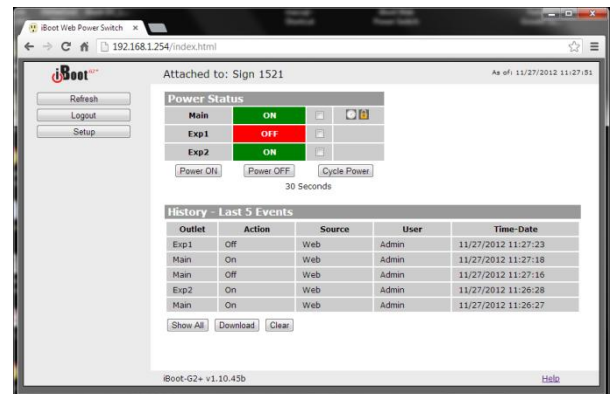 iBoot Web Power Switch
192.168.1.254/index.html
iBoot-G2+
Attached to: Sign 1521
As of: 11/27/2012 11:27:51
Refresh
Logout
Setup
Power Status
Main ON
Exp1 OFF
Exp2 ON
Power ON Power OFF Cycle Power
30 Seconds
History - Last 5 Events
Outlet Action Source User Time-Date
Exp1 Off Web Admin 11/27/2012 11:27:23
Main On Web Admin 11/27/2012 11:27:18
Main Off Web Admin 11/27/2012 11:27:16
Exp2 On Web Admin 11/27/2012 11:26:28
Main On Web Admin 11/27/2012 11:26:27
Show All Download Clear
iBoot-G2+ v1.10.45b
Help